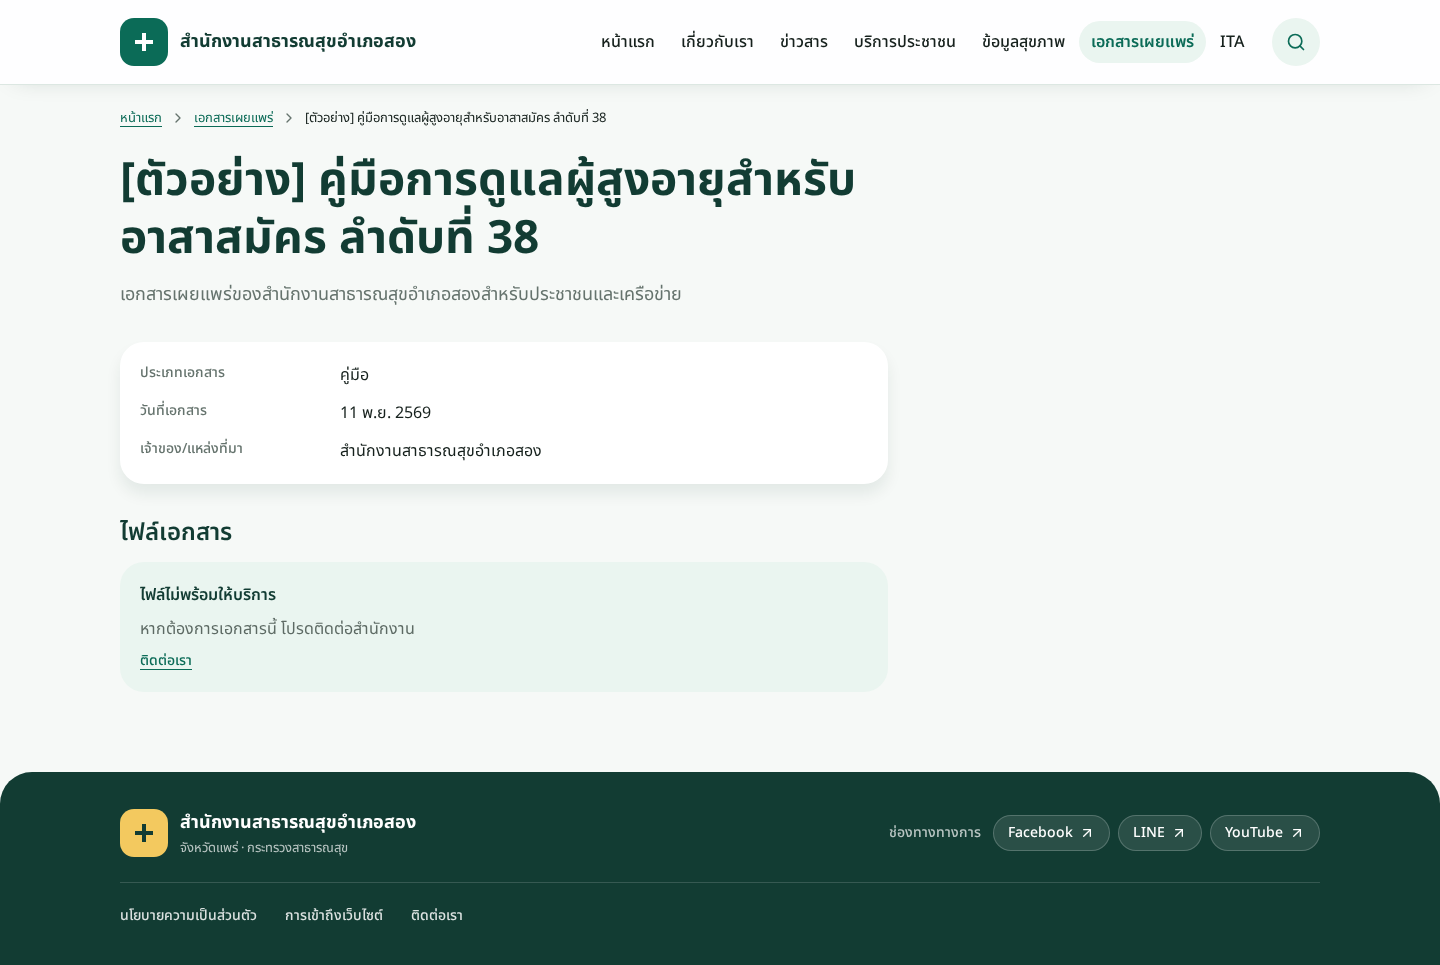 สำนักงานสาธารณสุขอำเภอสอง
หน้าแรก
เกี่ยวกับเรา
ข่าวสาร
บริการประชาชน
ข้อมูลสุขภาพ
เอกสารเผยแพร่
ITA
หน้าแรก
เอกสารเผยแพร่
[ตัวอย่าง] คู่มือการดูแลผู้สูงอายุสำหรับอาสาสมัคร ลำดับที่ 38
[ตัวอย่าง] คู่มือการดูแลผู้สูงอายุสำหรับ
อาสาสมัคร ลำดับที่ 38
เอกสารเผยแพร่ของสำนักงานสาธารณสุขอำเภอสองสำหรับประชาชนและเครือข่าย
ประเภทเอกสาร
คู่มือ
วันที่เอกสาร
11 พ.ย. 2569
เจ้าของ/แหล่งที่มา
สำนักงานสาธารณสุขอำเภอสอง
ไฟล์เอกสาร
ไฟล์ไม่พร้อมให้บริการ
หากต้องการเอกสารนี้ โปรดติดต่อสำนักงาน
ติดต่อเรา
สำนักงานสาธารณสุขอำเภอสอง
จังหวัดแพร่ · กระทรวงสาธารณสุข
ช่องทางทางการ
Facebook
LINE
YouTube
นโยบายความเป็นส่วนตัว
การเข้าถึงเว็บไซต์
ติดต่อเรา